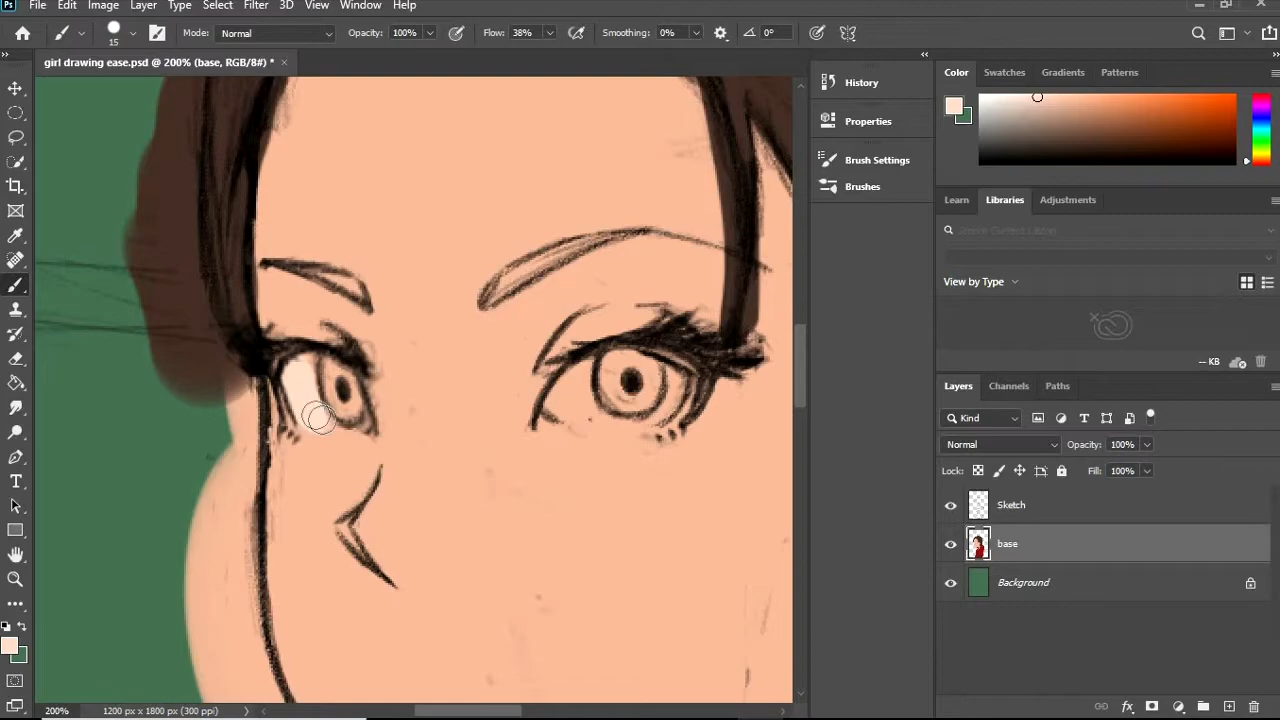 Ps File Edit Image Layer Type Select Filter 3D View Window Help
15 Mode: Normal Opacity: 100% Flow: 38% Smoothing: 0% 0°
girl drawing ease.psd @ 200% (base, RGB/8#) *
History
Properties
Brush Settings
Brushes
Color Swatches Gradients Patterns
Learn Libraries Adjustments
View by Type
-- KB
Layers Channels Paths
Kind
Normal Opacity: 100%
Lock: Fill: 100%
Sketch
base
Background
fx
200% 1200 px x 1800 px (300 ppi)